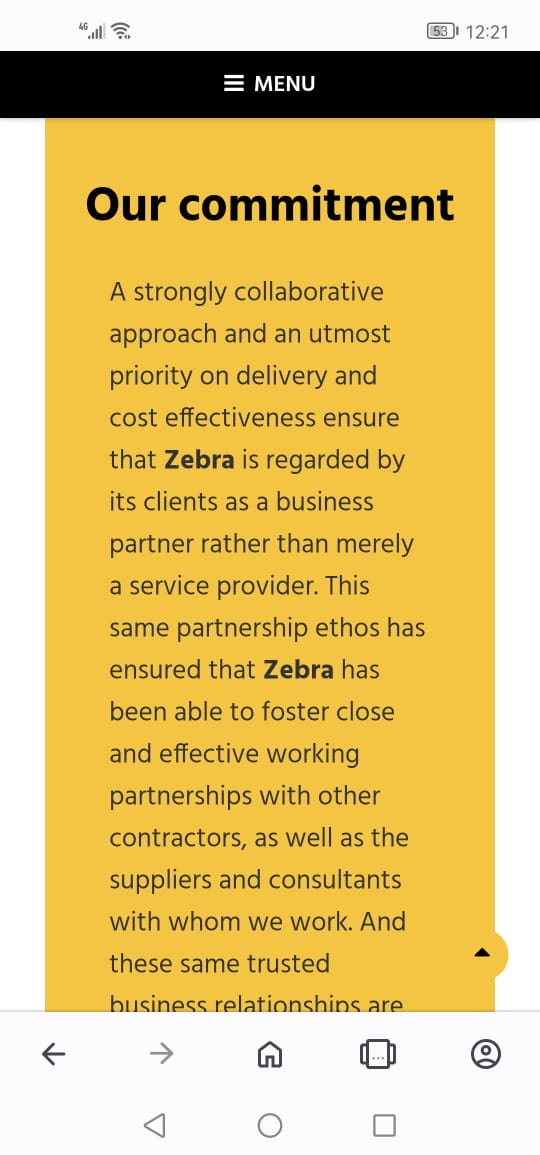 4G 53 12:21
MENU
Our commitment
A strongly collaborative
approach and an utmost
priority on delivery and
cost effectiveness ensure
that Zebra is regarded by
its clients as a business
partner rather than merely
a service provider. This
same partnership ethos has
ensured that Zebra has
been able to foster close
and effective working
partnerships with other
contractors, as well as the
suppliers and consultants
with whom we work. And
these same trusted
business relationships are